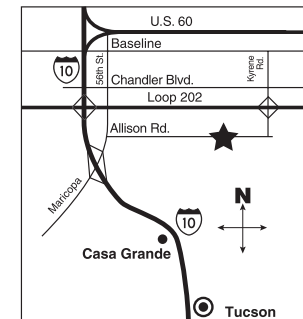 U.S. 60
Baseline
10
56th St.
Kyrene
Rd.
Chandler Blvd.
Loop 202
Allison Rd.
Maricopa
N
10
Casa Grande
Tucson